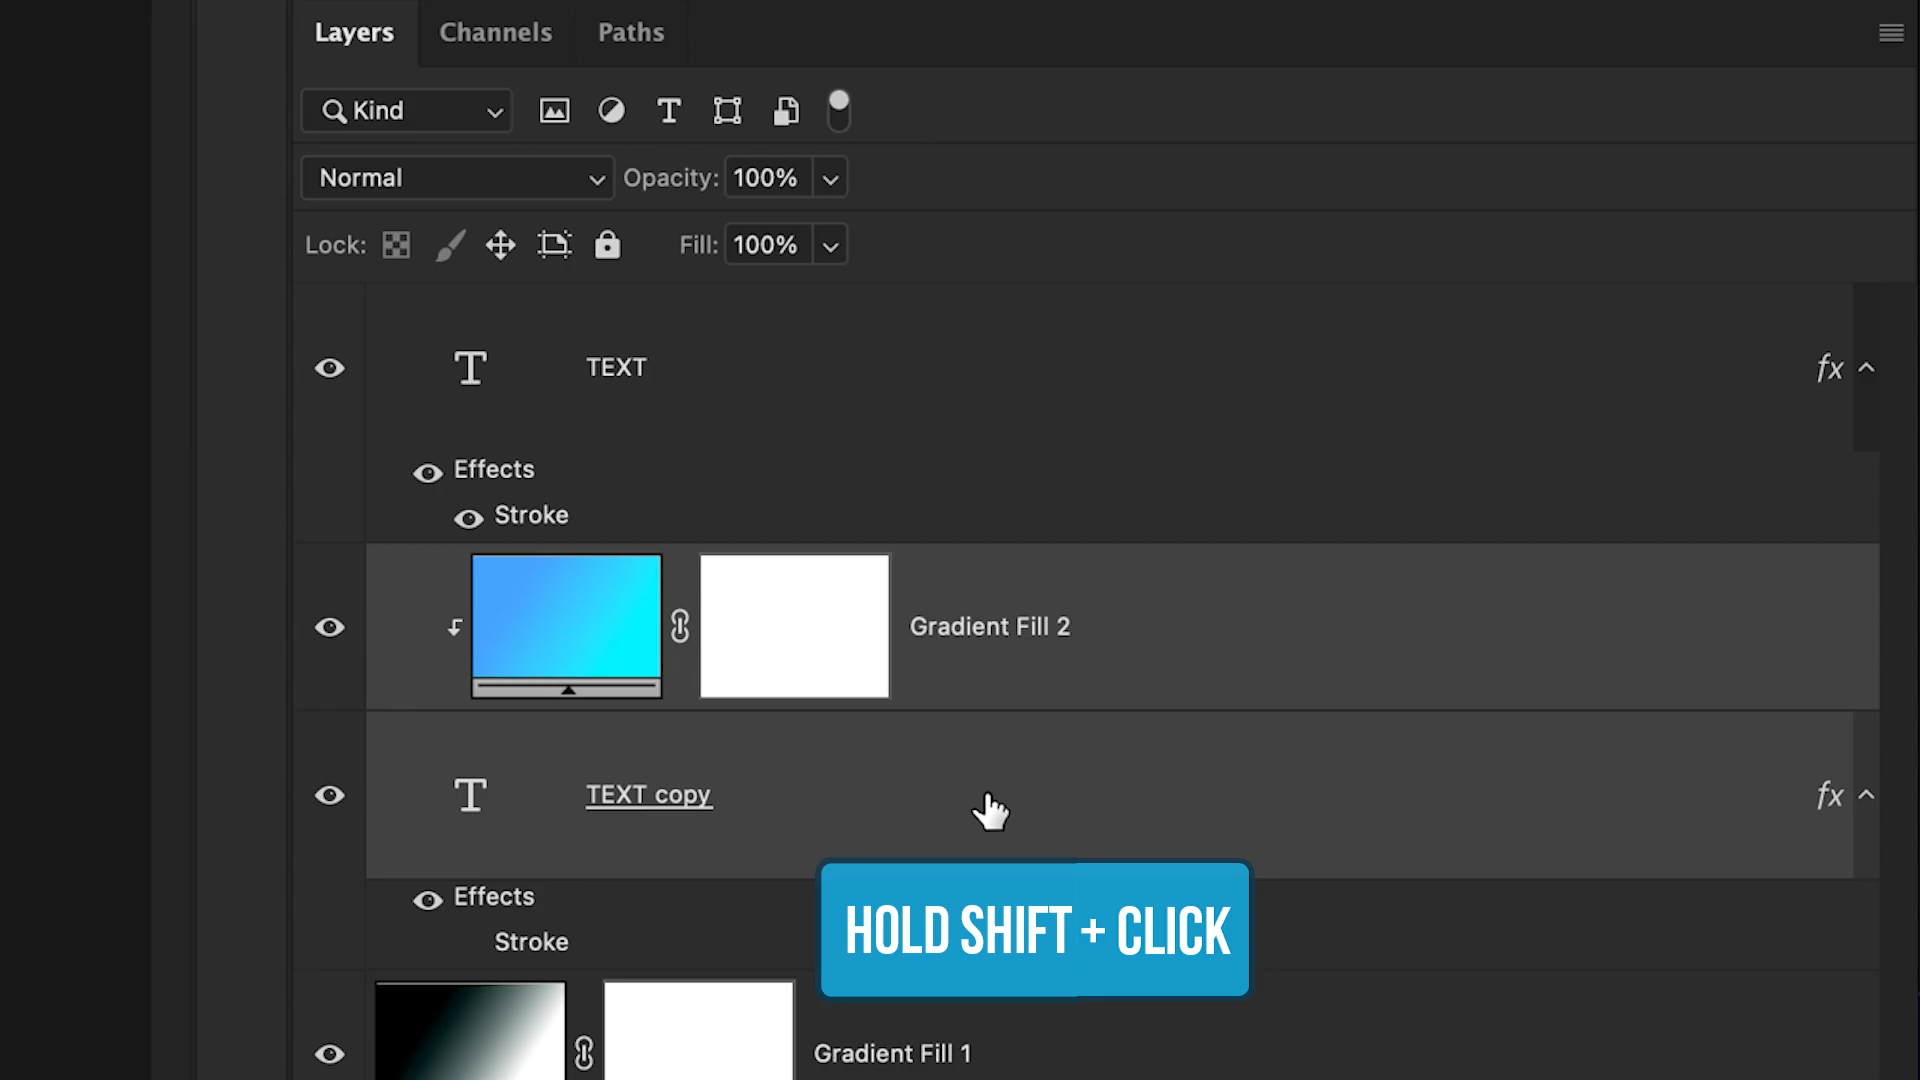 Layers Channels Paths
Kind
Normal Opacity: 100%
Lock: Fill: 100%
TEXT fx
Effects
Stroke
Gradient Fill 2
TEXT copy fx
Effects
HOLD SHIFT + CLICK
Stroke
Gradient Fill 1